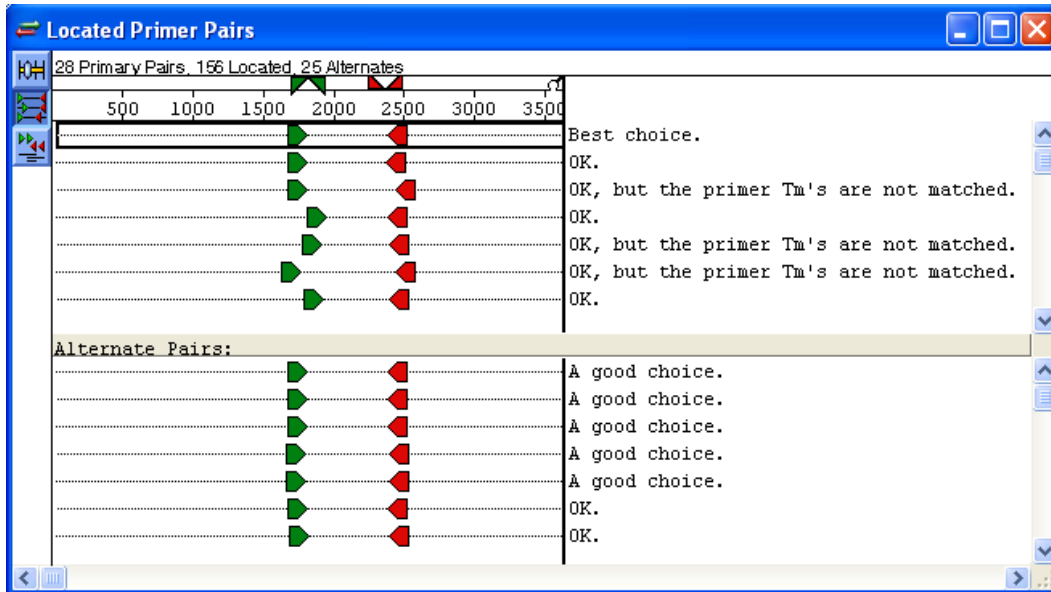 Located Primer Pairs
28 Primary Pairs, 156 Located, 25 Alternates
500 1000 1500 2000 2500 3000 3500
Best choice.
OK.
OK, but the primer Tm's are not matched.
OK.
OK, but the primer Tm's are not matched.
OK, but the primer Tm's are not matched.
OK.
Alternate Pairs:
A good choice.
A good choice.
A good choice.
A good choice.
A good choice.
OK.
OK.